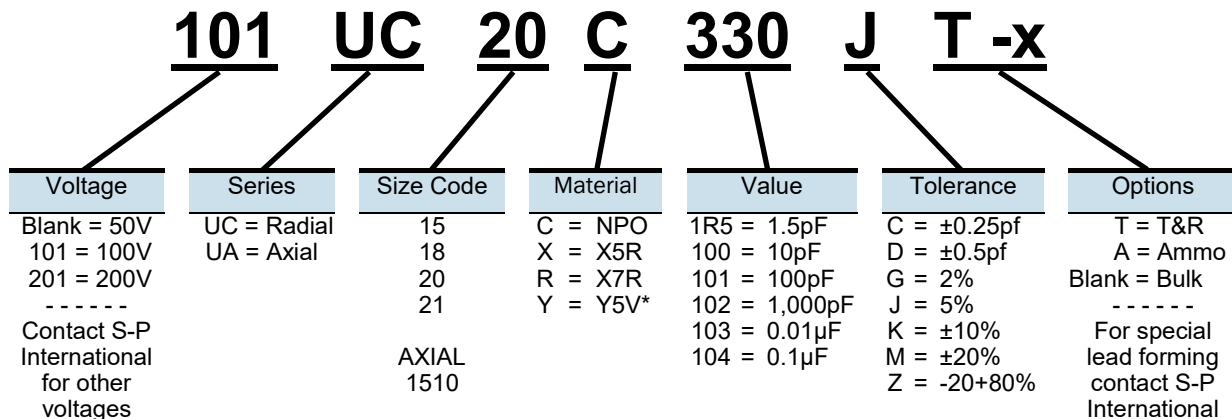 101 UC 20 C 330 J T -x
Voltage
Blank = 50V
101 = 100V
201 = 200V
- - - - - -
Contact S-P
International
for other
voltages
Series
UC = Radial
UA = Axial
Size Code
15
18
20
21
AXIAL
1510
Material
C = NPO
X = X5R
R = X7R
Y = Y5V*
Value
1R5 = 1.5pF
100 = 10pF
101 = 100pF
102 = 1,000pF
103 = 0.01µF
104 = 0.1µF
Tolerance
C = ±0.25pf
D = ±0.5pf
G = 2%
J = 5%
K = ±10%
M = ±20%
Z = -20+80%
Options
T = T&R
A = Ammo
Blank = Bulk
- - - - - -
For special
lead forming
contact S-P
International